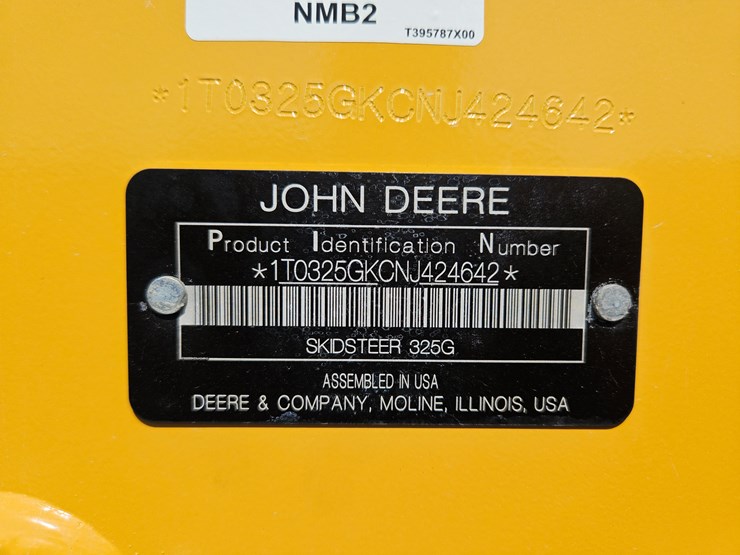 NMB2
T395787X00
*1T0325GKCNJ424642*
JOHN DEERE
Product Identification Number
*1T0325GKCNJ424642*
SKIDSTEER 325G
ASSEMBLED IN USA
DEERE & COMPANY, MOLINE, ILLINOIS, USA